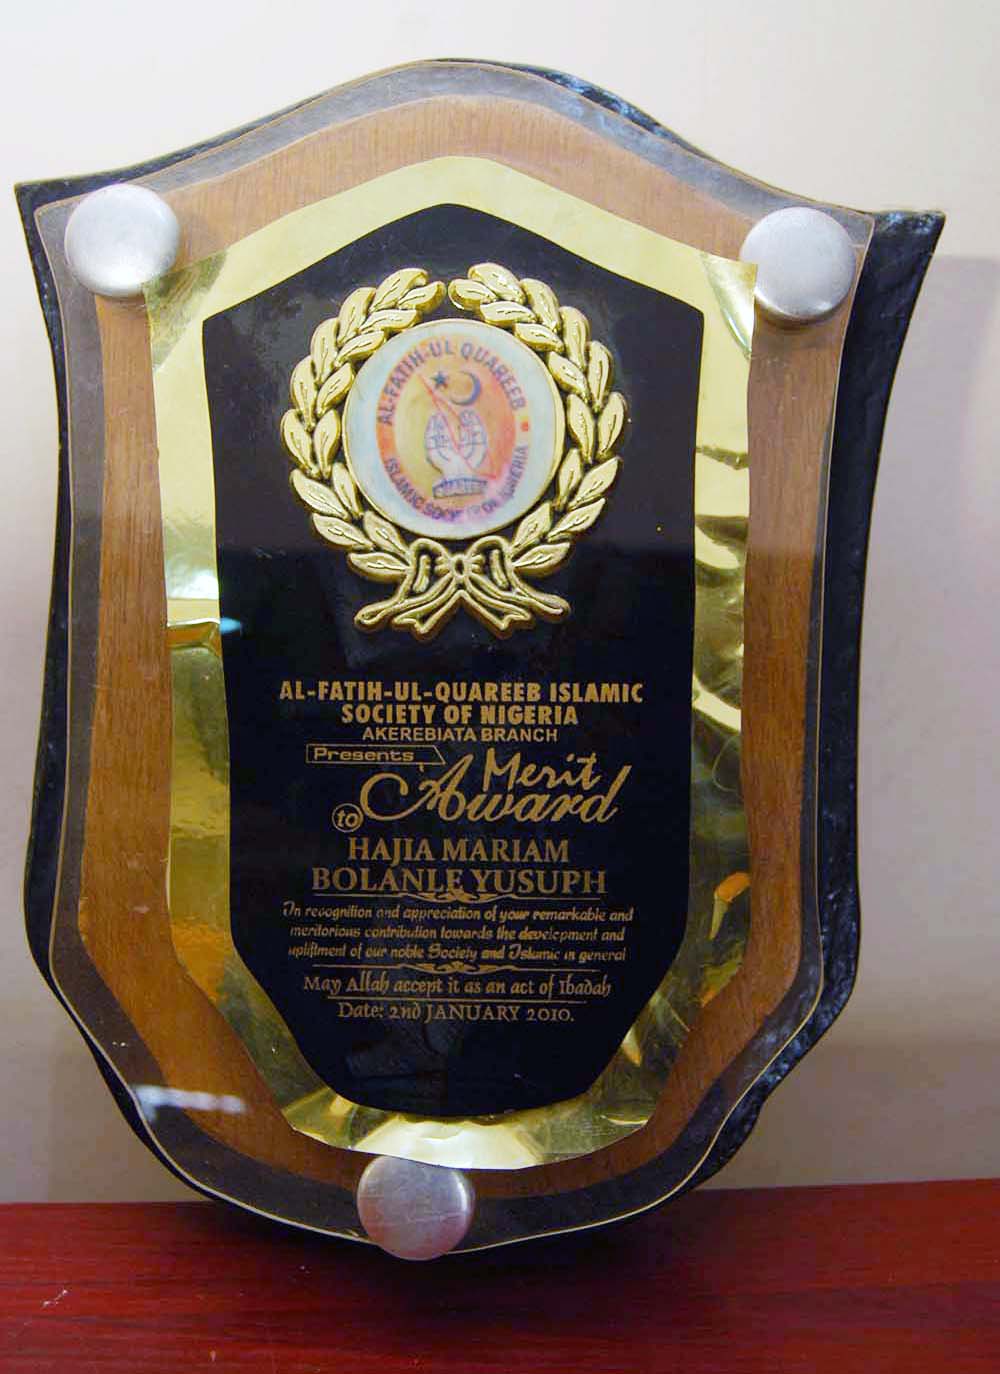 AL-FATIH-UL QUAREEB
ISLAMIC SOCIETY OF NIGERIA
AL-FATIH-UL-QUAREEB ISLAMIC
SOCIETY OF NIGERIA
AKEREBIATA BRANCH
Presents
Merit
Award
to
HAJIA MARIAM
BOLANLE YUSUPH
In recognition and appreciation of your remarkable and
meritorious contribution towards the development and
upliftment of our noble Society and Islamic in general
May Allah accept it as an act of Ibadah
Date: 2nd JANUARY 2010.